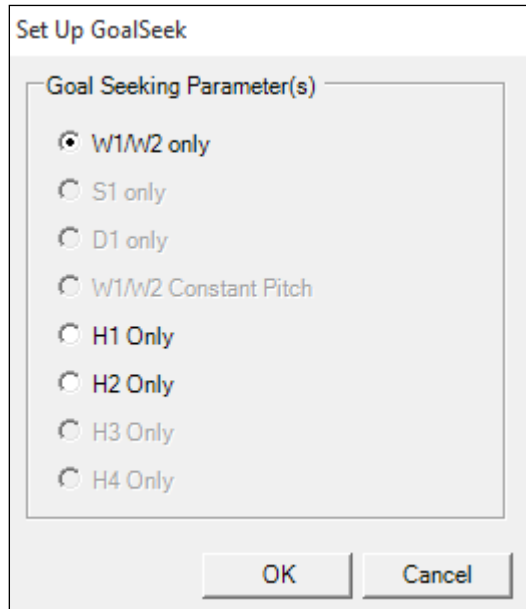 Set Up GoalSeek
Goal Seeking Parameter(s)
W1/W2 only
S1 only
D1 only
W1/W2 Constant Pitch
H1 Only
H2 Only
H3 Only
H4 Only
OK Cancel